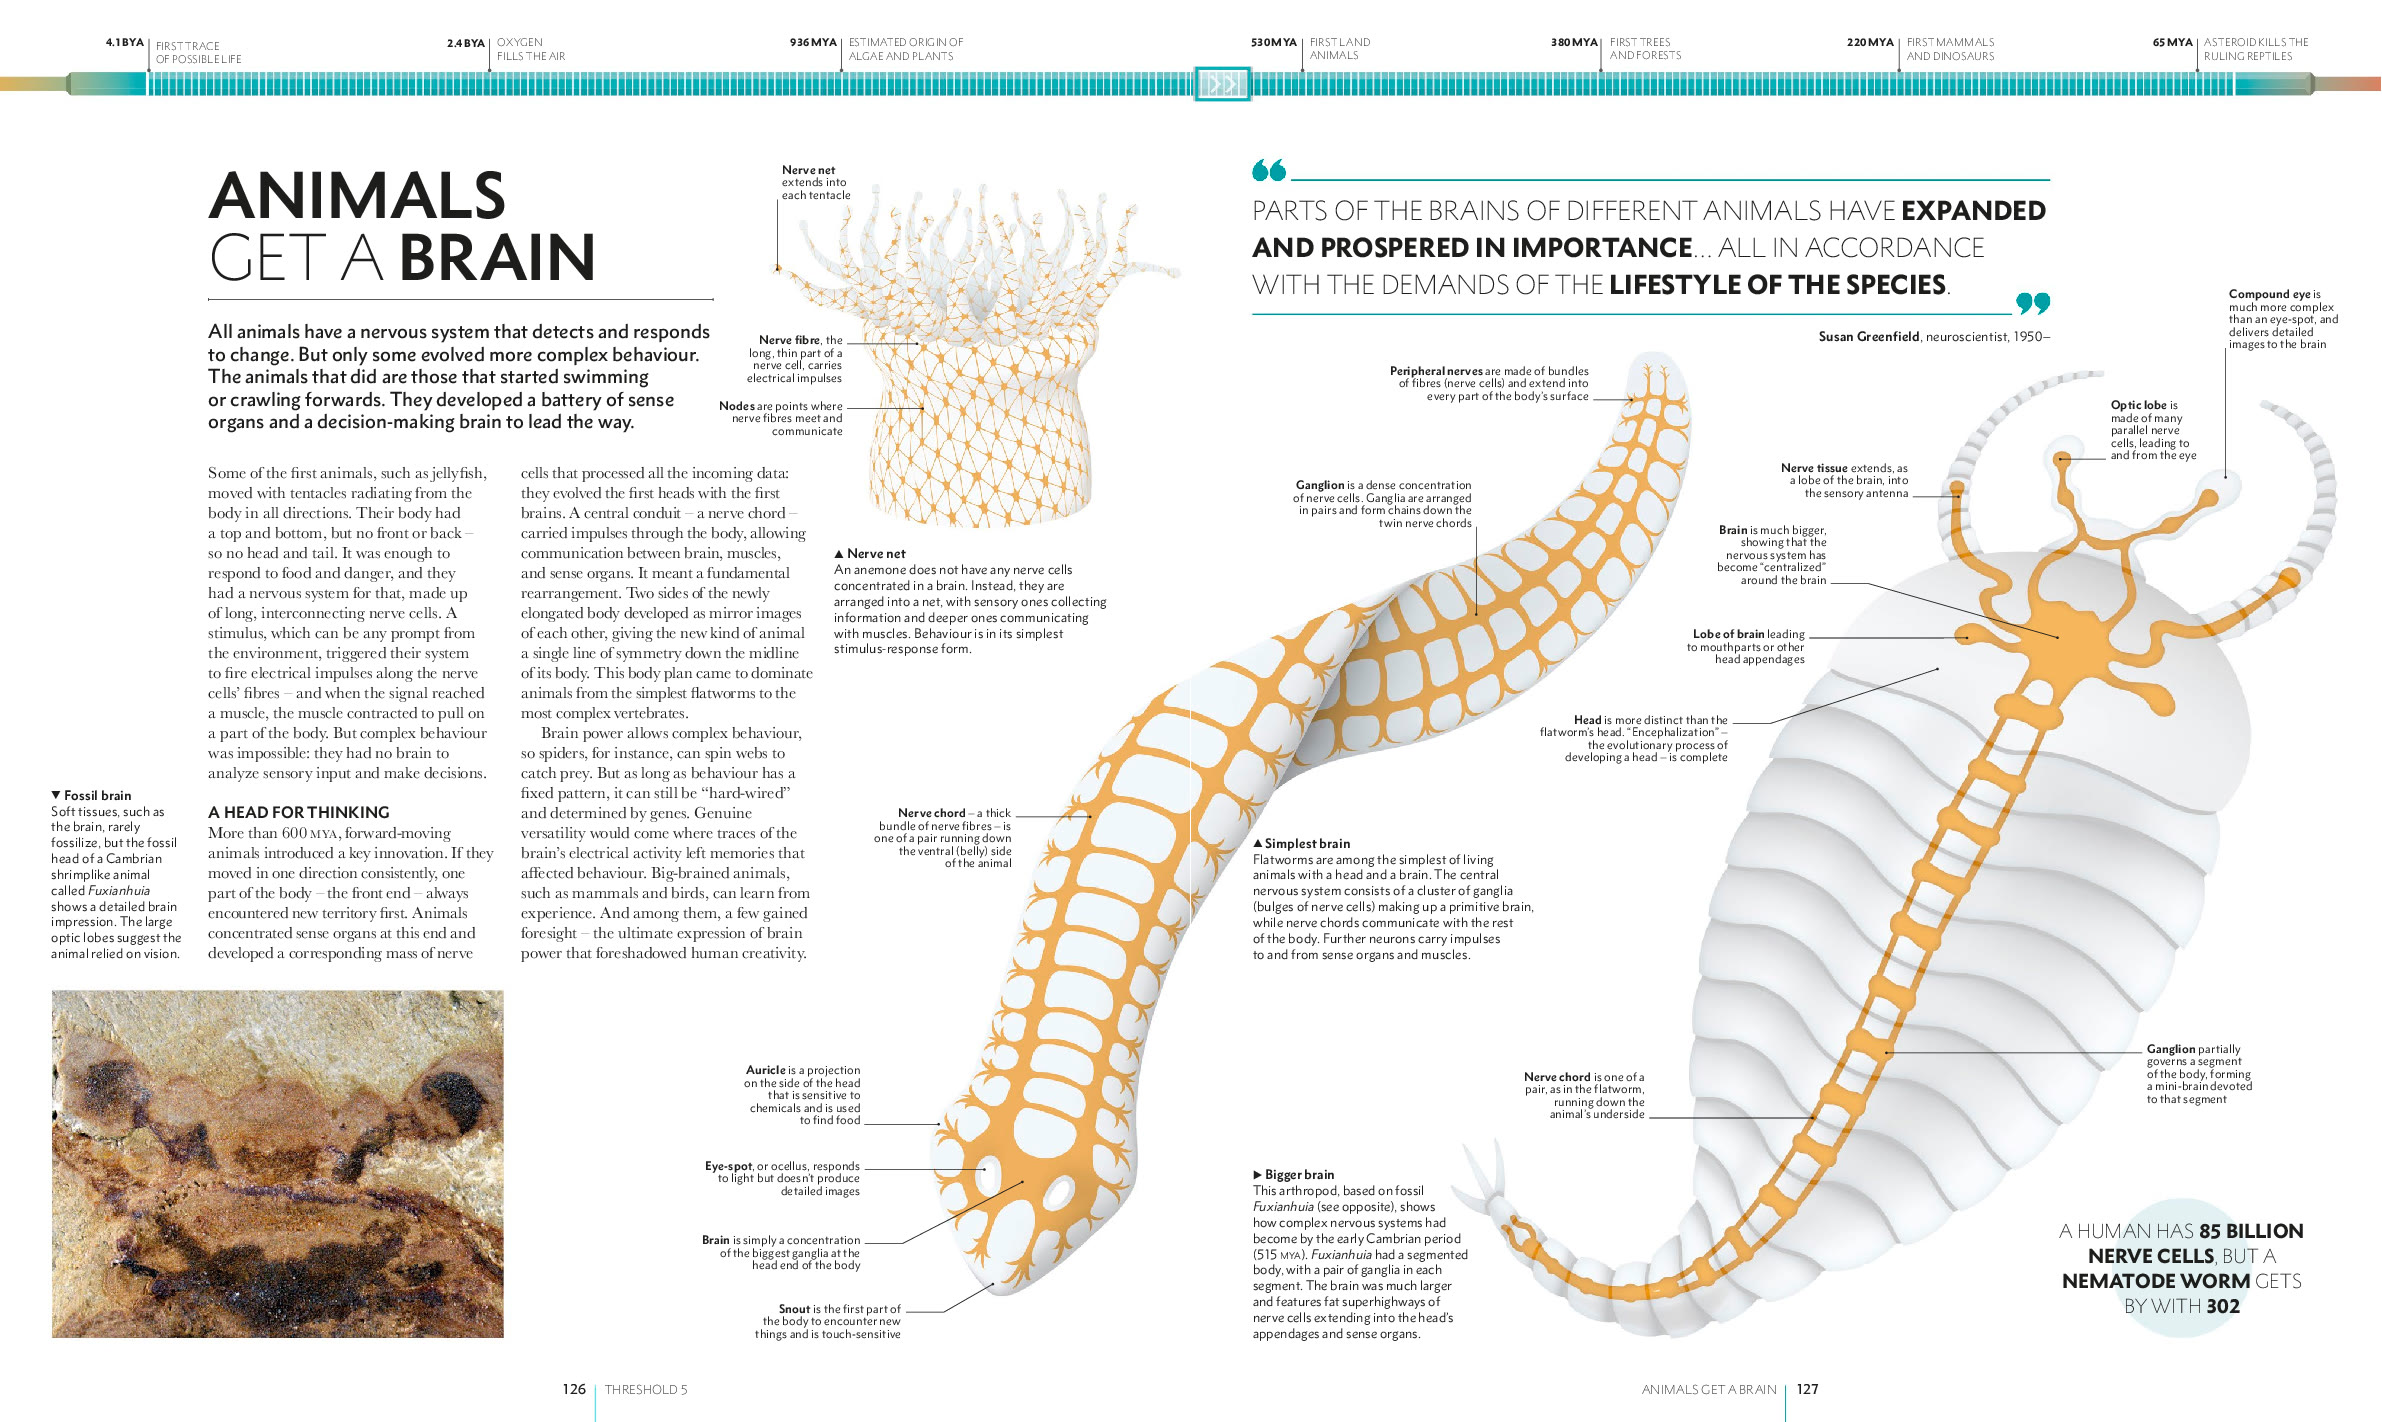 4.1 BYA
FIRST TRACE
OF POSSIBLE LIFE
2.4 BYA
OXYGEN
FILLS THE AIR
936 MYA
ESTIMATED ORIGIN OF
ALGAE AND PLANTS
530 MYA
FIRST LAND
ANIMALS
380 MYA
FIRST TREES
AND FORESTS
220 MYA
FIRST MAMMALS
AND DINOSAURS
65 MYA
ASTEROID KILLS THE
RULING REPTILES
ANIMALS
GET A BRAIN
All animals have a nervous system that detects and responds
to change. But only some evolved more complex behaviour.
The animals that did are those that started swimming
or crawling forwards. They developed a battery of sense
organs and a decision-making brain to lead the way.
Some of the first animals, such as jellyfish,
moved with tentacles radiating from the
body in all directions. Their body had
a top and bottom, but no front or back –
so no head and tail. It was enough to
respond to food and danger, and they
had a nervous system for that, made up
of long, interconnecting nerve cells. A
stimulus, which can be any prompt from
the environment, triggered their system
to fire electrical impulses along the nerve
cells' fibres – and when the signal reached
a muscle, the muscle contracted to pull on
a part of the body. But complex behaviour
was impossible: they had no brain to
analyze sensory input and make decisions.
A HEAD FOR THINKING
More than 600 MYA, forward-moving
animals introduced a key innovation. If they
moved in one direction consistently, one
part of the body – the front end – always
encountered new territory first. Animals
concentrated sense organs at this end and
developed a corresponding mass of nerve
cells that processed all the incoming data:
they evolved the first heads with the first
brains. A central conduit – a nerve chord –
carried impulses through the body, allowing
communication between brain, muscles,
and sense organs. It meant a fundamental
rearrangement. Two sides of the newly
elongated body developed as mirror images
of each other, giving the new kind of animal
a single line of symmetry down the midline
of its body. This body plan came to dominate
animals from the simplest flatworms to the
most complex vertebrates.
Brain power allows complex behaviour,
so spiders, for instance, can spin webs to
catch prey. But as long as behaviour has a
fixed pattern, it can still be “hard-wired”
and determined by genes. Genuine
versatility would come where traces of the
brain's electrical activity left memories that
affected behaviour. Big-brained animals,
such as mammals and birds, can learn from
experience. And among them, a few gained
foresight – the ultimate expression of brain
power that foreshadowed human creativity.
▼ Fossil brain
Soft tissues, such as
the brain, rarely
fossilize, but the fossil
head of a Cambrian
shrimplike animal
called Fuxianhuia
shows a detailed brain
impression. The large
optic lobes suggest the
animal relied on vision.
Nerve net
extends into
each tentacle
Nerve fibre, the
long, thin part of a
nerve cell, carries
electrical impulses
Nodes are points where
nerve fibres meet and
communicate
▲ Nerve net
An anemone does not have any nerve cells
concentrated in a brain. Instead, they are
arranged into a net, with sensory ones collecting
information and deeper ones communicating
with muscles. Behaviour is in its simplest
stimulus-response form.
Nerve chord – a thick
bundle of nerve fibres – is
one of a pair running down
the ventral (belly) side
of the animal
Auricle is a projection
on the side of the head
that is sensitive to
chemicals and is used
to find food
Eye-spot, or ocellus, responds
to light but doesn't produce
detailed images
Brain is simply a concentration
of the biggest ganglia at the
head end of the body
Snout is the first part of
the body to encounter new
things and is touch-sensitive
126
THRESHOLD 5
“
PARTS OF THE BRAINS OF DIFFERENT ANIMALS HAVE EXPANDED
AND PROSPERED IN IMPORTANCE... ALL IN ACCORDANCE
WITH THE DEMANDS OF THE LIFESTYLE OF THE SPECIES.
”
Susan Greenfield, neuroscientist, 1950–
Peripheral nerves are made of bundles
of fibres (nerve cells) and extend into
every part of the body's surface
Ganglion is a dense concentration
of nerve cells. Ganglia are arranged
in pairs and form chains down the
twin nerve chords
▲ Simplest brain
Flatworms are among the simplest of living
animals with a head and a brain. The central
nervous system consists of a cluster of ganglia
(bulges of nerve cells) making up a primitive brain,
while nerve chords communicate with the rest
of the body. Further neurons carry impulses
to and from sense organs and muscles.
Compound eye is
much more complex
than an eye-spot, and
delivers detailed
images to the brain
Optic lobe is
made of many
parallel nerve
cells, leading to
and from the eye
Nerve tissue extends, as
a lobe of the brain, into
the sensory antenna
Brain is much bigger,
showing that the
nervous system has
become “centralized”
around the brain
Lobe of brain leading
to mouthparts or other
head appendages
Head is more distinct than the
flatworm's head. “Encephalization” –
the evolutionary process of
developing a head – is complete
Nerve chord is one of a
pair, as in the flatworm,
running down the
animal's underside
Ganglion partially
governs a segment
of the body, forming
a mini-brain devoted
to that segment
▶ Bigger brain
This arthropod, based on fossil
Fuxianhuia (see opposite), shows
how complex nervous systems had
become by the early Cambrian period
(515 MYA). Fuxianhuia had a segmented
body, with a pair of ganglia in each
segment. The brain was much larger
and features fat superhighways of
nerve cells extending into the head's
appendages and sense organs.
A HUMAN HAS 85 BILLION
NERVE CELLS, BUT A
NEMATODE WORM GETS
BY WITH 302
ANIMALS GET A BRAIN
127